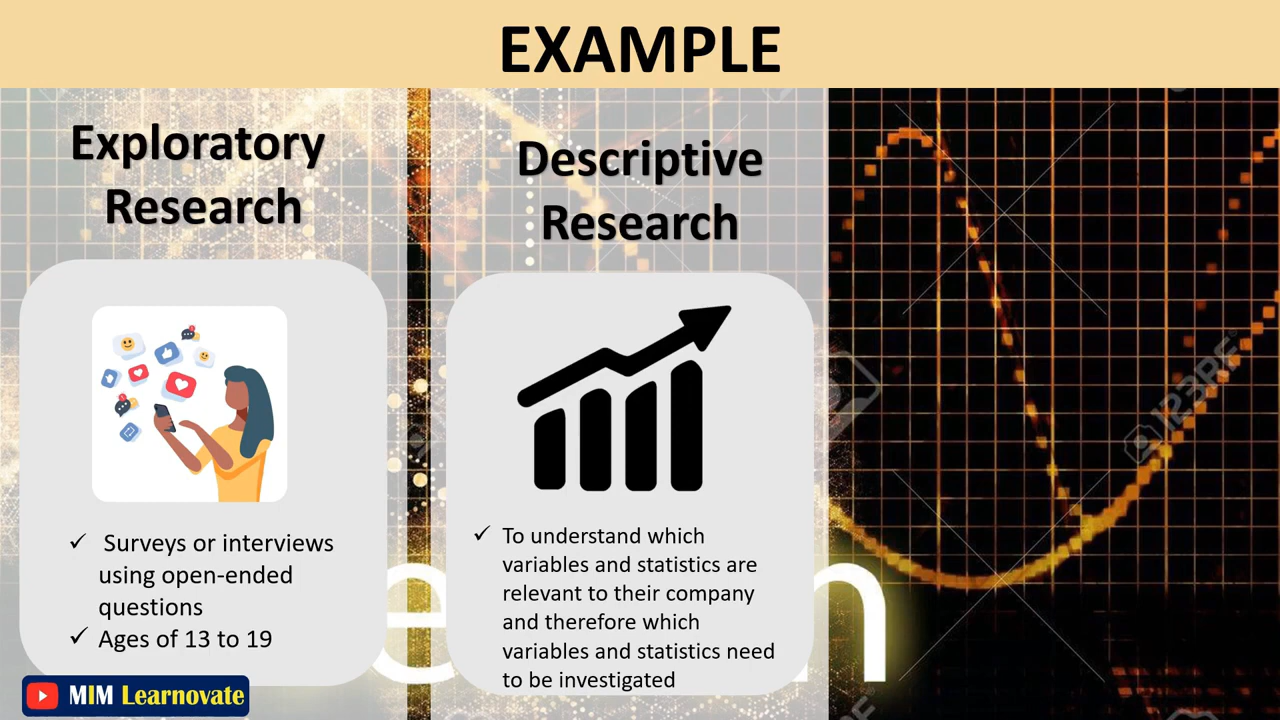 EXAMPLE
Exploratory
Research
✓ Surveys or interviews
using open-ended
questions
✓ Ages of 13 to 19
Descriptive
Research
✓ To understand which
variables and statistics are
relevant to their company
and therefore which
variables and statistics need
to be investigated
MIM Learnovate
123RF